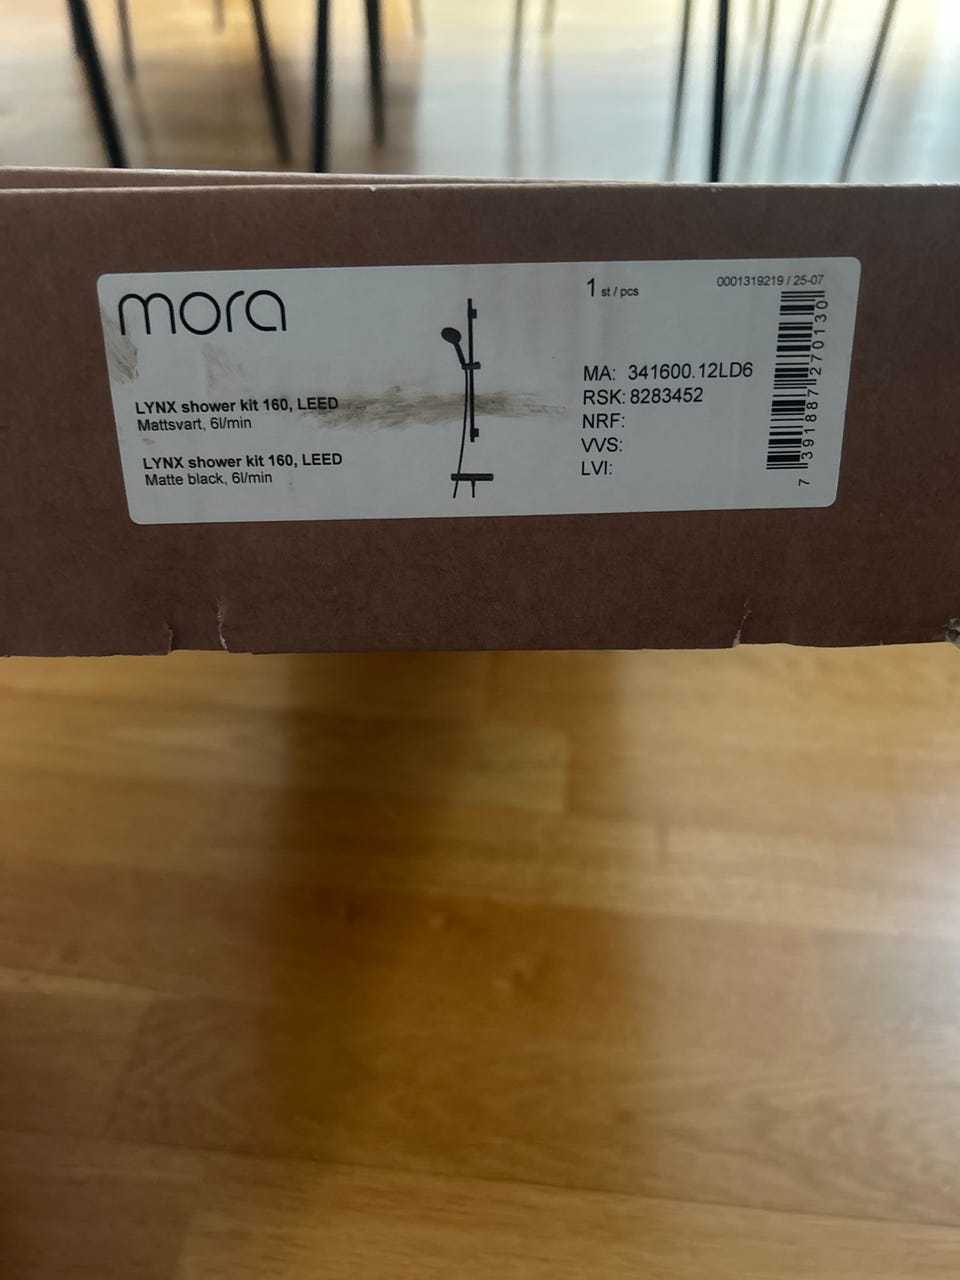 mora
1 st / pcs
0001319219 / 25-07
LYNX shower kit 160, LEED
Mattsvart, 6l/min
LYNX shower kit 160, LEED
Matte black, 6l/min
MA: 341600.12LD6
RSK: 8283452
NRF:
VVS:
LVI:
7 391887 270130